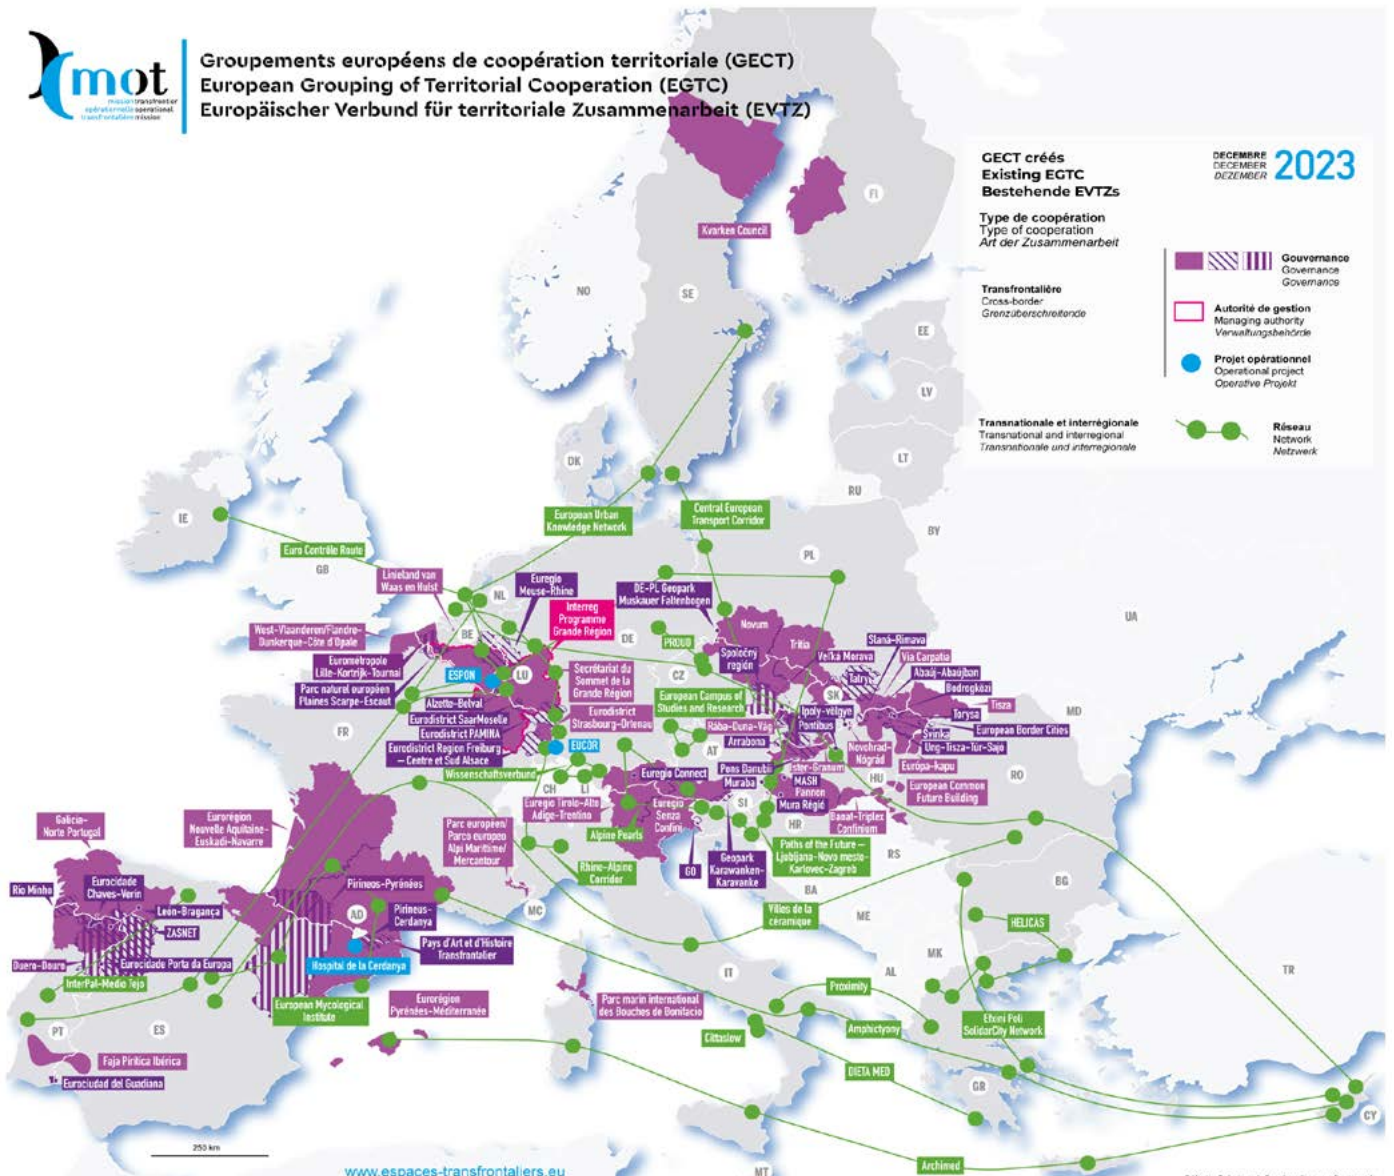 mot
mission transfrontier
opérationnelle operational
transfrontalière mission
Groupements européens de coopération territoriale (GECT)
European Grouping of Territorial Cooperation (EGTC)
Europäischer Verbund für territoriale Zusammenarbeit (EVTZ)
GECT créés
Existing EGTC
Bestehende EVTZs
DECEMBRE
DECEMBER
DEZEMBER
2023
Type de coopération
Type of cooperation
Art der Zusammenarbeit
Transfrontalière
Cross-border
Grenzüberschreitende
Gouvernance
Governance
Governance
Autorité de gestion
Managing authority
Verwaltungsbehörde
Projet opérationnel
Operational project
Operative Projekt
Transnationale et interrégionale
Transnational and interregional
Transnationale und interregionale
Réseau
Network
Netzwerk
Kvarken Council
FI
NO
SE
EE
LV
LT
DK
RU
BY
IE
GB
PL
UA
European Urban
Knowledge Network
Central European
Transport Corridor
Euro Contrôle Route
Linieland van
Waas en Hulst
NL
Euregio
Meuse-Rhine
DE-PL Geopark
Muskauer Faltenbogen
Interreg
Programme
Grande Région
West-Vlaanderen/Flandre-
Dunkerque-Côte d'Opale
BE
DE
PROUD
Novum
Tritia
Spoločný
región
Veľká Morava
Slaná-Rimava
Via Carpatia
Abaúj-Abaújban
Bodrogközi
Tatry
Eurometropole
Lille-Kortrijk-Tournai
Parc naturel européen
Plaines Scarpe-Escaut
ESPON
LU
Secrétariat du
Sommet de la
Grande Région
CZ
SK
European Campus of
Studies and Research
Alzette-Belval
Eurodistrict SaarMoselle
Eurodistrict PAMINA
Eurodistrict Region Freiburg
— Centre et Sud Alsace
Eurodistrict
Strasbourg-Ortenau
EUCOR
Wissenschaftsverbund
Ipoly-völgye
Pontibus
Rába-Duna-Vág
Arrabona
Tisza
Torysa
European Border Cities
Svinka
Ung-Tisza-Túr-Sajó
Novohrad-
Nógrád
Európa-kapu
MD
FR
AT
CH
LI
Euregio Connect
Pons Danubii
Ister-Granum
Muraba
MASH
Pannon
Mura Régió
HU
European Common
Future Building
RO
Banat-Triplex
Confinium
Euregio Tirolo-Alto
Adige-Trentino
Euregio
Senza
Confini
Alpine Pearls
SI
HR
RS
Paths of the Future —
Ljubljana-Novo mesto-
Karlovec-Zagreb
GO
Geopark
Karawanken-
Karavanke
Parc européen/
Parco europeo
Alpi Marittime/
Mercantour
Rhine-Alpine
Corridor
MC
BA
Villes de la
céramique
ME
BG
HELICAS
MK
AL
IT
TR
Galicia-
Norte Portugal
Eurorégion
Nouvelle Aquitaine-
Euskadi-Navarre
Rio Minho
Eurocidade
Chaves-Verín
León-Bragança
ZASNET
Duero-Douro
Eurocidade Porta da Europa
InterPal-Medio Tejo
Pirineos-Pyrénées
AD
Pirineus-
Cerdanya
Pays d'Art et d'Histoire
Transfrontalier
Hospital de la Cerdanya
European Mycological
Institute
Eurorégion
Pyrénées-Méditerranée
Parc marin international
des Bouches de Bonifacio
PT
ES
Faja Pirítica Ibérica
Eurociudad del Guadiana
Proximity
Cittaslow
Amphictyony
Efxini Poli
SolidarCity Network
DIETA MED
GR
CY
Archimed
MT
250 km
www.espaces-transfrontaliers.eu